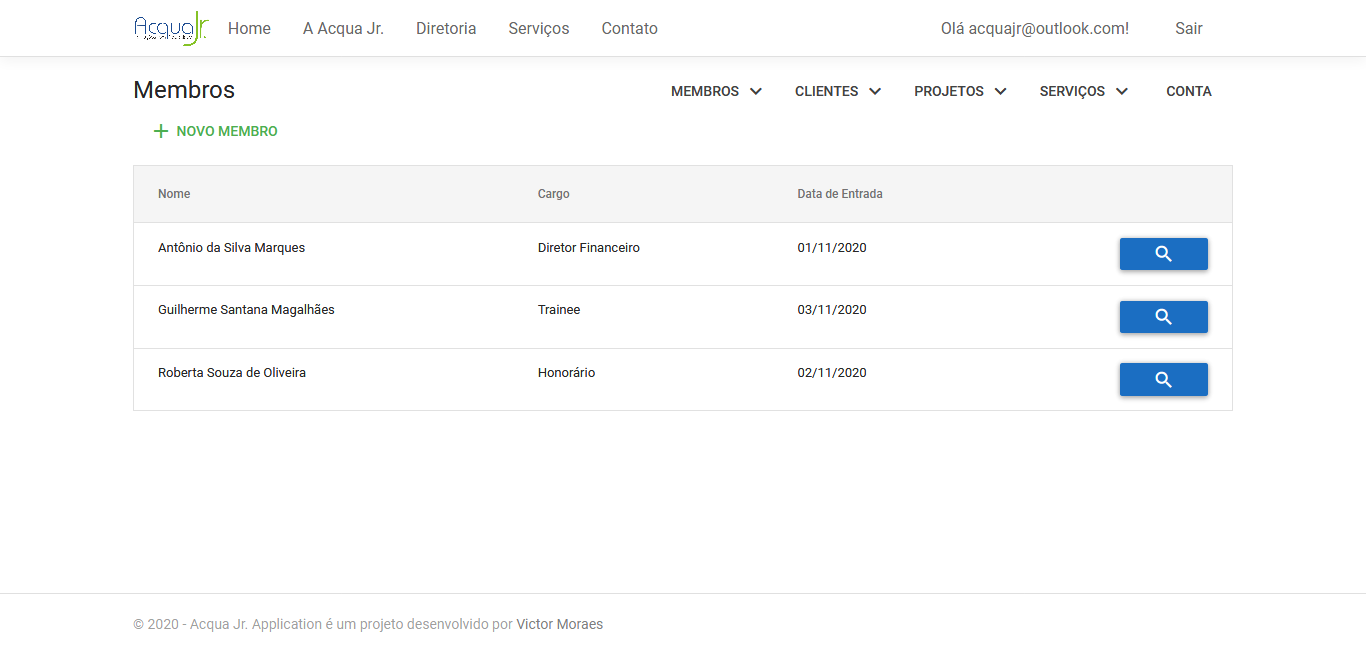 AcquaJr. Home A Acqua Jr. Diretoria Serviços Contato Olá acquajr@outlook.com! Sair
Membros MEMBROS CLIENTES PROJETOS SERVIÇOS CONTA
NOVO MEMBRO
Nome Cargo Data de Entrada
Antônio da Silva Marques Diretor Financeiro 01/11/2020
Guilherme Santana Magalhães Trainee 03/11/2020
Roberta Souza de Oliveira Honorário 02/11/2020
© 2020 - Acqua Jr. Application é um projeto desenvolvido por Victor Moraes